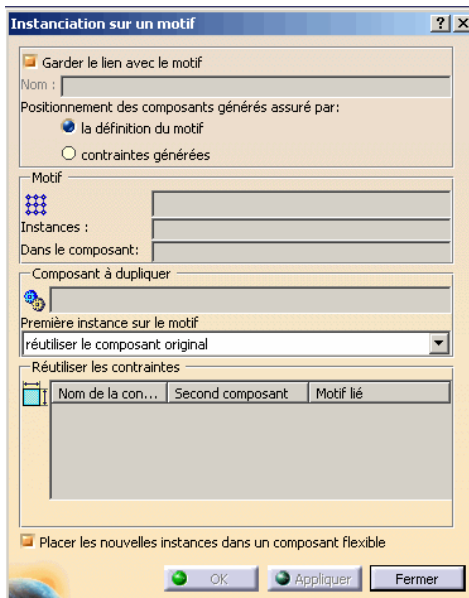 Instanciation sur un motif
Garder le lien avec le motif
Nom :
Positionnement des composants générés assuré par:
la définition du motif
contraintes générées
Motif
Instances :
Dans le composant:
Composant à dupliquer
Première instance sur le motif
réutiliser le composant original
Réutiliser les contraintes
Nom de la con... Second composant Motif lié
Placer les nouvelles instances dans un composant flexible
OK Appliquer Fermer